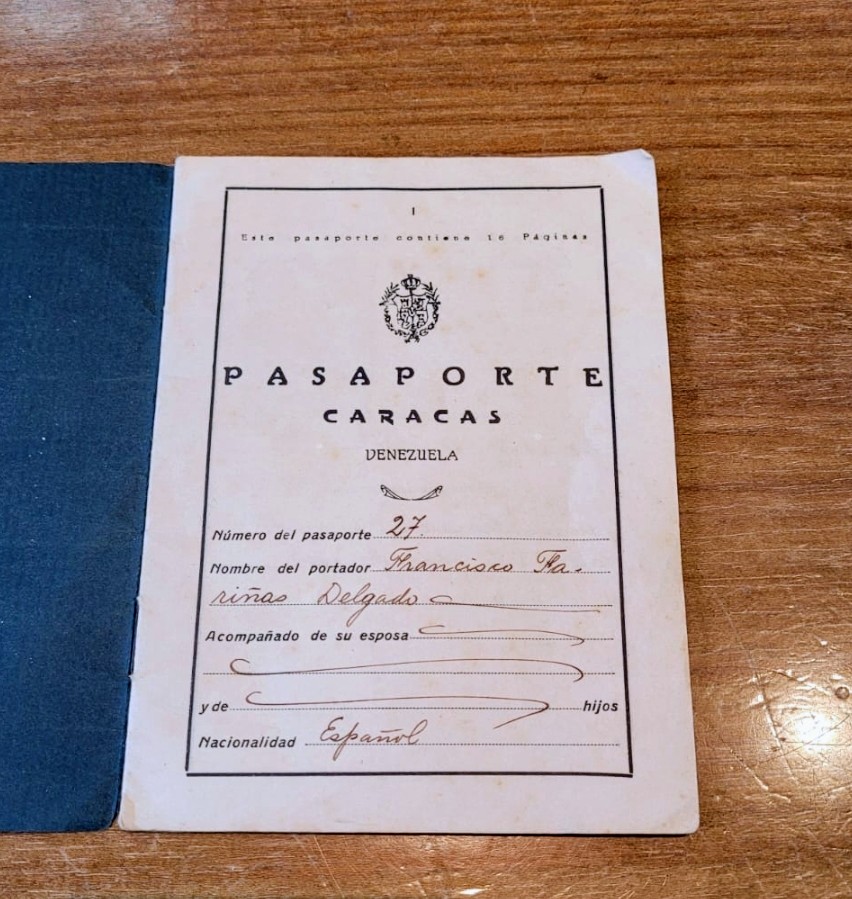 1
Este pasaporte contiene 16 Páginas
PASAPORTE
CARACAS
VENEZUELA
Número del pasaporte 27.
Nombre del portador Francisco Fa-
riñas Delgado
Acompañado de su esposa
y de hijos
Nacionalidad Español